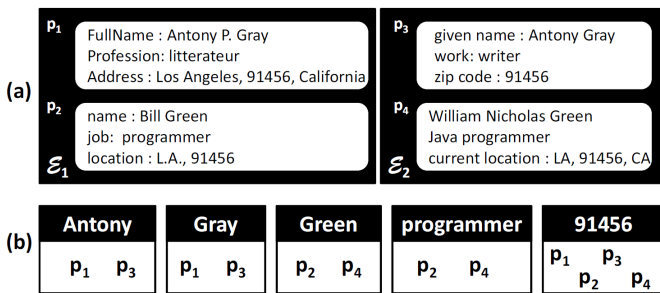 (a)
p1
FullName : Antony P. Gray
Profession: litterateur
Address : Los Angeles, 91456, California
p2
name : Bill Green
job: programmer
location : L.A., 91456
ℰ1
p3
given name : Antony Gray
work: writer
zip code : 91456
p4
William Nicholas Green
Java programmer
current location : LA, 91456, CA
ℰ2
(b)
Antony
p1 p3
Gray
p1 p3
Green
p2 p4
programmer
p2 p4
91456
p1 p3
p2 p4